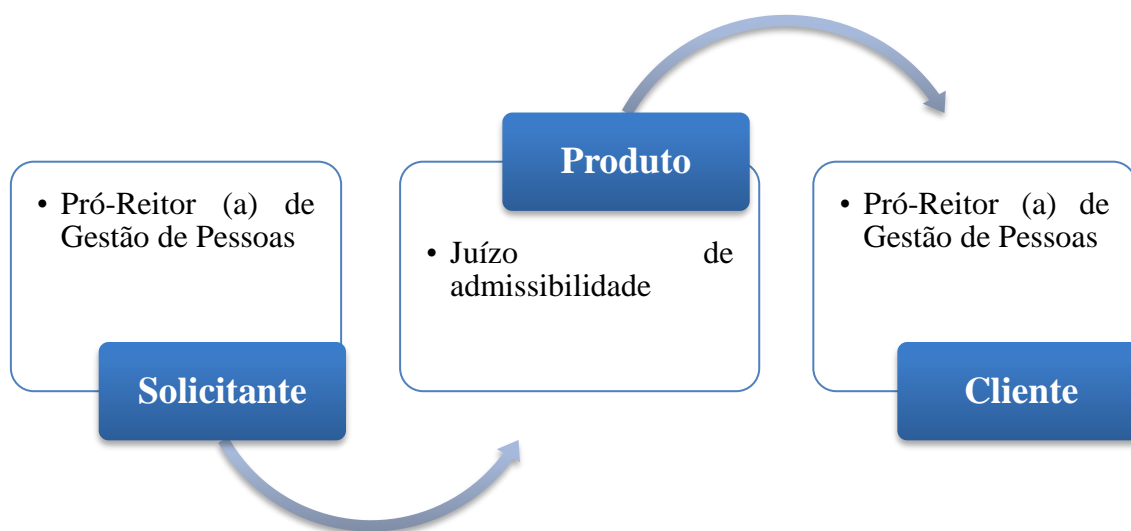 • Pró-Reitor (a) de
Gestão de Pessoas
Solicitante
Produto
• Juízo de
admissibilidade
• Pró-Reitor (a) de
Gestão de Pessoas
Cliente